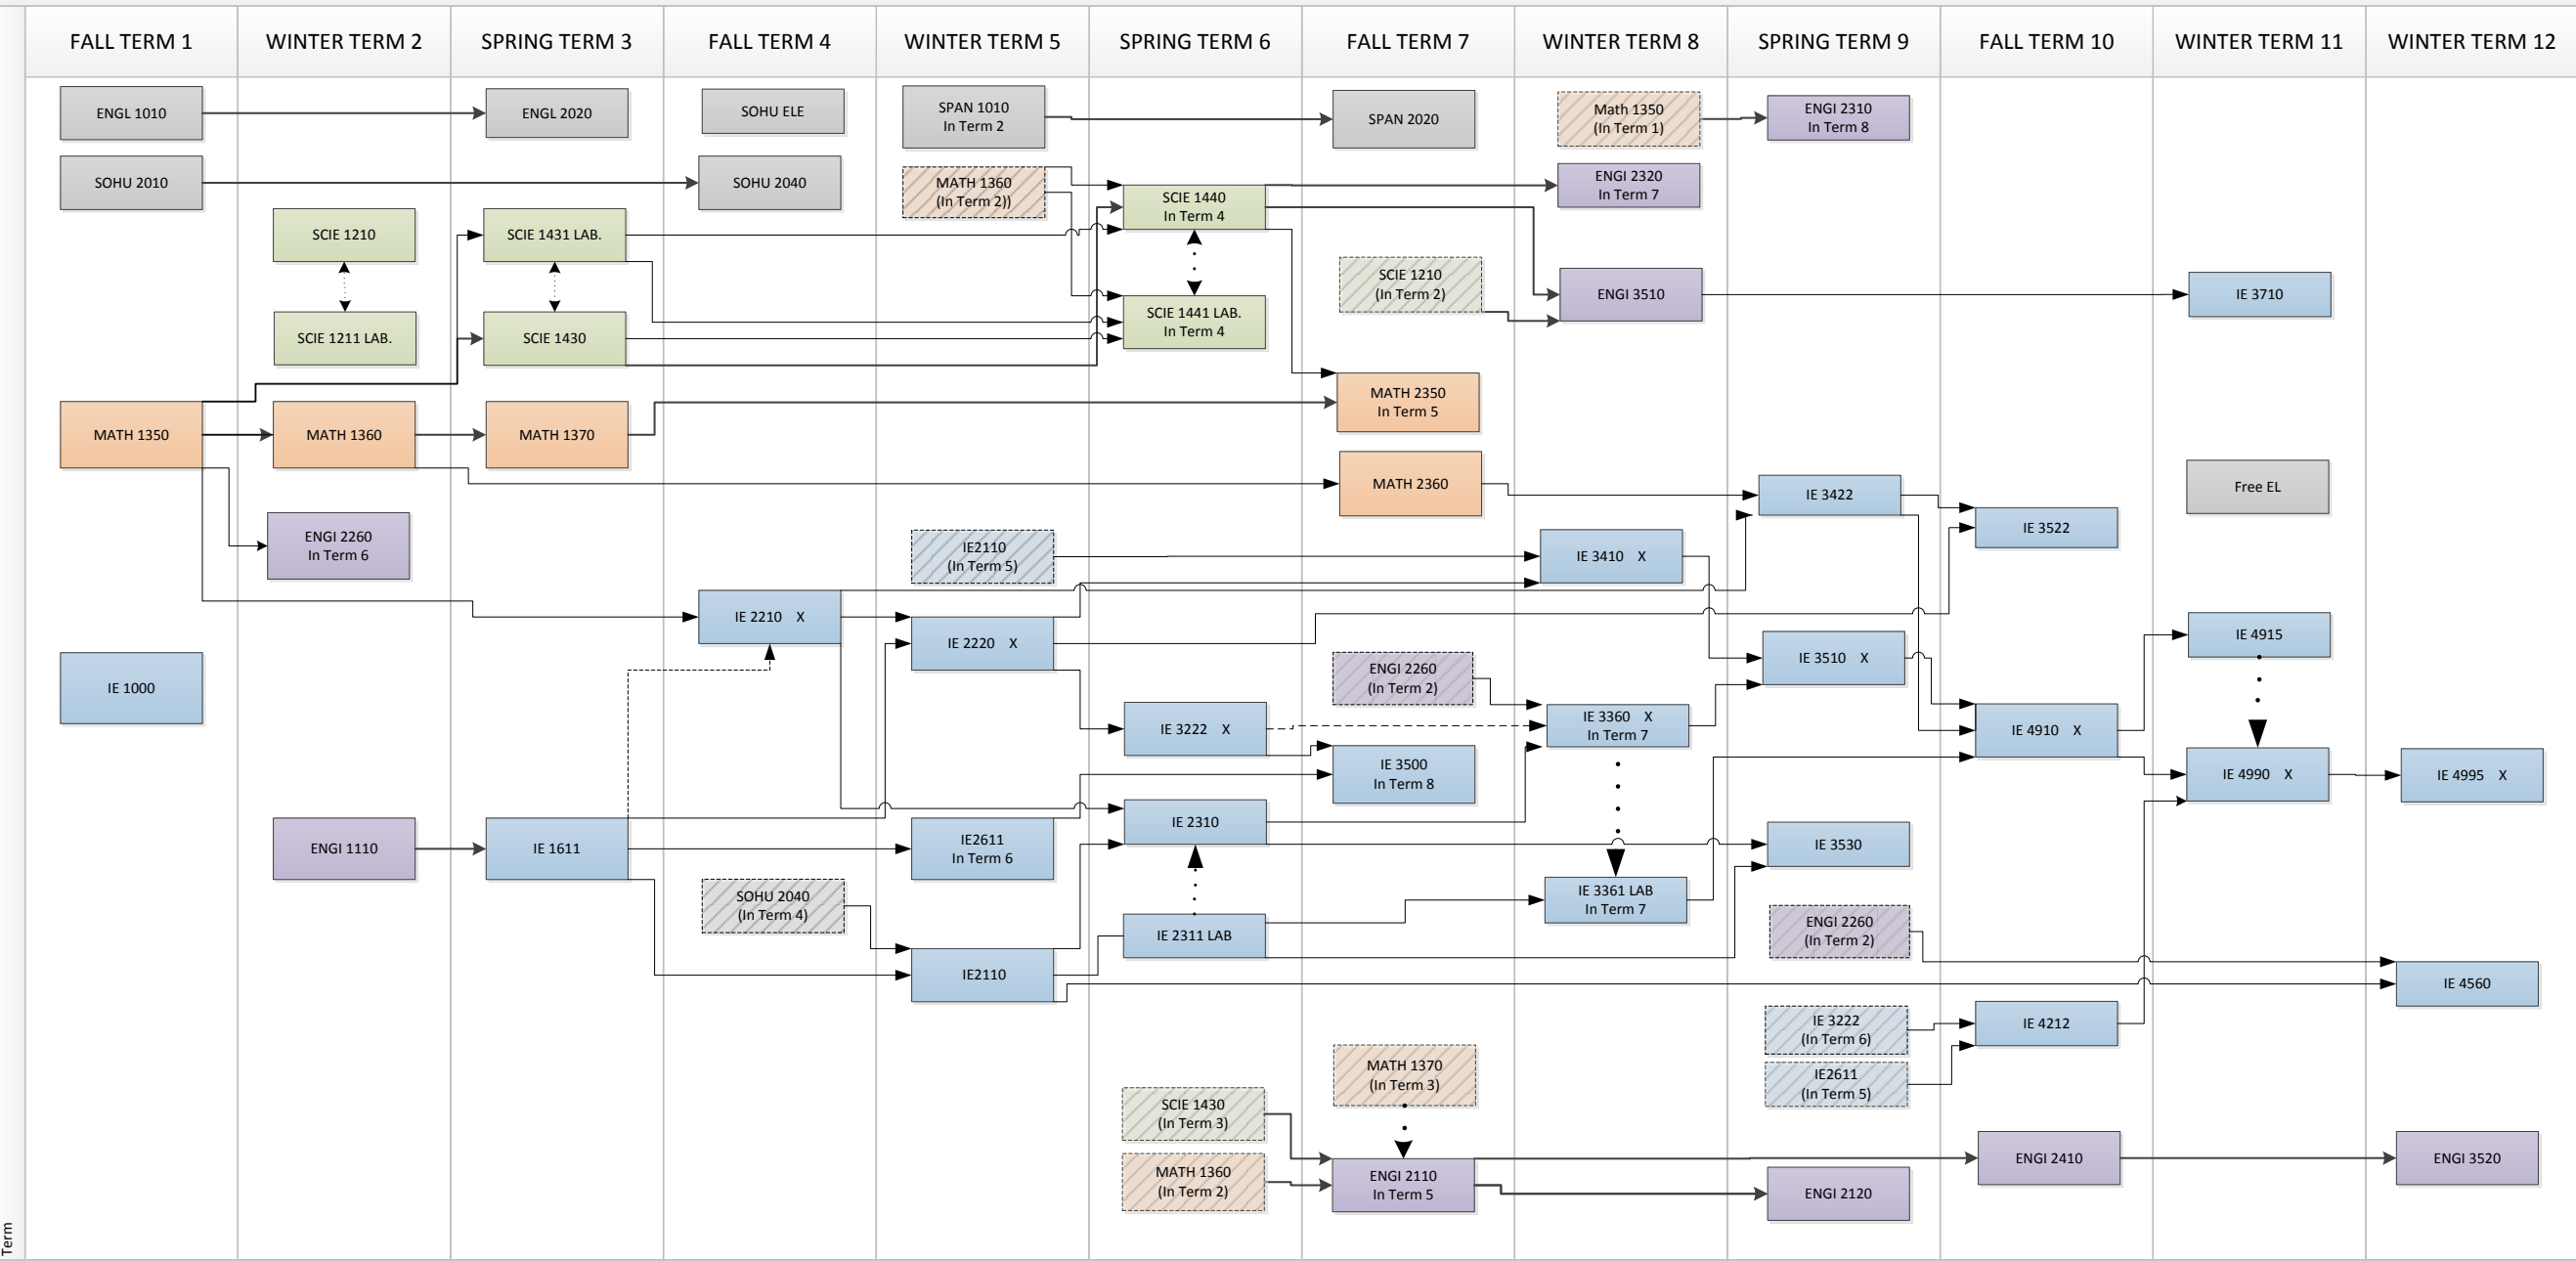 FALL TERM 1
WINTER TERM 2
SPRING TERM 3
FALL TERM 4
WINTER TERM 5
SPRING TERM 6
FALL TERM 7
WINTER TERM 8
SPRING TERM 9
FALL TERM 10
WINTER TERM 11
WINTER TERM 12
ENGL 1010
SOHU 2010
MATH 1350
IE 1000
SCIE 1210
SCIE 1211 LAB.
MATH 1360
ENGI 2260
In Term 6
ENGI 1110
ENGL 2020
SCIE 1431 LAB.
SCIE 1430
MATH 1370
IE 1611
SOHU ELE
SOHU 2040
IE 2210 X
SOHU 2040
(In Term 4)
SPAN 1010
In Term 2
MATH 1360
(In Term 2))
IE2110
(In Term 5)
IE 2220 X
IE2611
In Term 6
IE2110
SCIE 1440
In Term 4
SCIE 1441 LAB.
In Term 4
IE 3222 X
IE 2310
IE 2311 LAB
SCIE 1430
(In Term 3)
MATH 1360
(In Term 2)
SPAN 2020
SCIE 1210
(In Term 2)
MATH 2350
In Term 5
MATH 2360
ENGI 2260
(In Term 2)
IE 3500
In Term 8
MATH 1370
(In Term 3)
ENGI 2110
In Term 5
Math 1350
(In Term 1)
ENGI 2320
In Term 7
ENGI 3510
IE 3410 X
IE 3360 X
In Term 7
IE 3361 LAB
In Term 7
ENGI 2310
In Term 8
IE 3422
IE 3510 X
IE 3530
ENGI 2260
(In Term 2)
IE 3222
(In Term 6)
IE2611
(In Term 5)
ENGI 2120
IE 3522
IE 4910 X
IE 4212
ENGI 2410
IE 3710
Free EL
IE 4915
IE 4990 X
IE 4995 X
IE 4560
ENGI 3520
Term